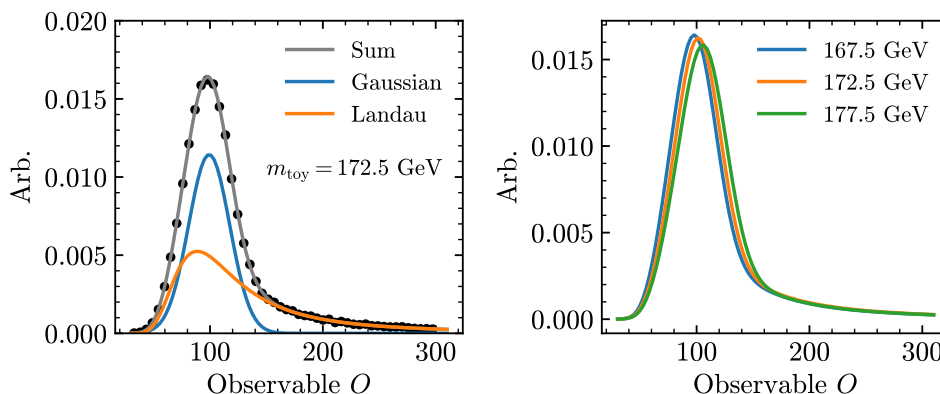 0.020
0.015
0.010
0.005
0.000
Arb.
Sum
Gaussian
Landau
m_toy = 172.5 GeV
100
200
300
Observable O
0.015
0.010
0.005
0.000
Arb.
167.5 GeV
172.5 GeV
177.5 GeV
100
200
300
Observable O